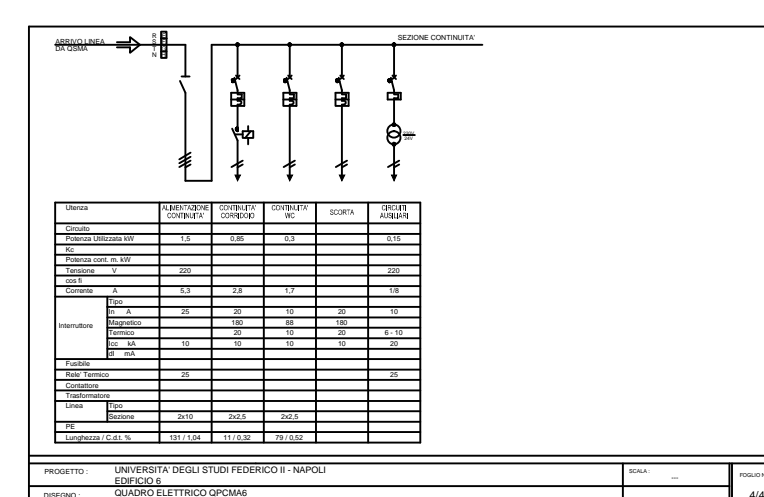 ARRIVO LINEA
DA QSMA
R
S
T
N
SEZIONE CONTINUITA'
24V
Utenza ALIMENTAZIONE CONTINUITA' CONTINUITA' CORRIDOIO CONTINUITA' WC SCORTA CIRCUITI AUSILIARI
Circuito
Potenza Utilizzata kW 1,5 0,85 0,3 0,15
Kc
Potenza cont. m. kW
Tensione V 220 220
cos fi
Corrente A 5,3 2,8 1,7 1/8
Interruttore
Tipo
In A 25 20 10 20 10
Magnetico 180 88 180
Termico 20 10 20 6 - 10
Icc kA 10 10 10 10 20
dI mA
Fusibile
Rele' Termico 25 25
Contattore
Trasformatore
Linea Tipo
Sezione 2x10 2x2,5 2x2,5
PE
Lunghezza / C.d.t. % 131 / 1,04 11 / 0,32 79 / 0,52
PROGETTO : UNIVERSITA' DEGLI STUDI FEDERICO II - NAPOLI
EDIFICIO 6
SCALA :
---
FOGLIO N
DISEGNO : QUADRO ELETTRICO QPCMA6
4/4